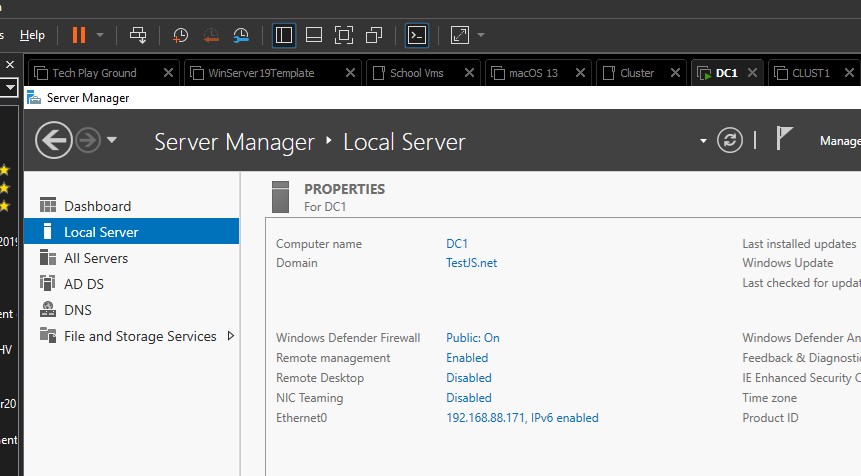 s Help
Tech Play Ground WinServer19Template School Vms macOS 13 Cluster DC1 CLUST1
Server Manager
Server Manager Local Server
Manage
Dashboard
Local Server
All Servers
AD DS
DNS
File and Storage Services
2019
ent
HV
r20
ent
PROPERTIES
For DC1
Computer name DC1 Last installed updates
Domain TestJS.net Windows Update
Last checked for updat
Windows Defender Firewall Public: On Windows Defender An
Remote management Enabled Feedback & Diagnostic
Remote Desktop Disabled IE Enhanced Security C
NIC Teaming Disabled Time zone
Ethernet0 192.168.88.171, IPv6 enabled Product ID